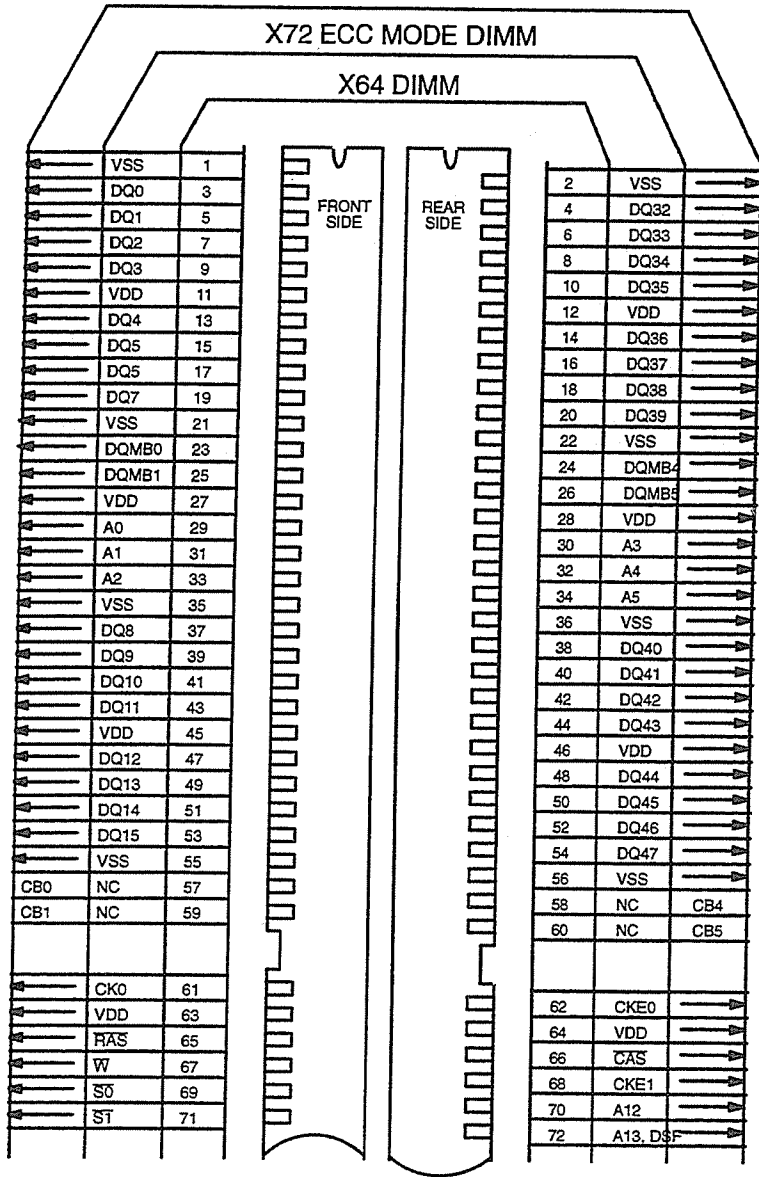 X72 ECC MODE DIMM
X64 DIMM
FRONT SIDE
REAR SIDE
VSS 1
DQ0 3
DQ1 5
DQ2 7
DQ3 9
VDD 11
DQ4 13
DQ5 15
DQ5 17
DQ7 19
VSS 21
DQMB0 23
DQMB1 25
VDD 27
A0 29
A1 31
A2 33
VSS 35
DQ8 37
DQ9 39
DQ10 41
DQ11 43
VDD 45
DQ12 47
DQ13 49
DQ14 51
DQ15 53
VSS 55
CB0 NC 57
CB1 NC 59
CK0 61
VDD 63
R̅A̅S̅ 65
W̅ 67
S̅0̅ 69
S̅1̅ 71
2 VSS
4 DQ32
6 DQ33
8 DQ34
10 DQ35
12 VDD
14 DQ36
16 DQ37
18 DQ38
20 DQ39
22 VSS
24 DQMB4
26 DQMB5
28 VDD
30 A3
32 A4
34 A5
36 VSS
38 DQ40
40 DQ41
42 DQ42
44 DQ43
46 VDD
48 DQ44
50 DQ45
52 DQ46
54 DQ47
56 VSS
58 NC CB4
60 NC CB5
62 CKE0
64 VDD
66 C̅A̅S̅
68 CKE1
70 A12
72 A13, DSF